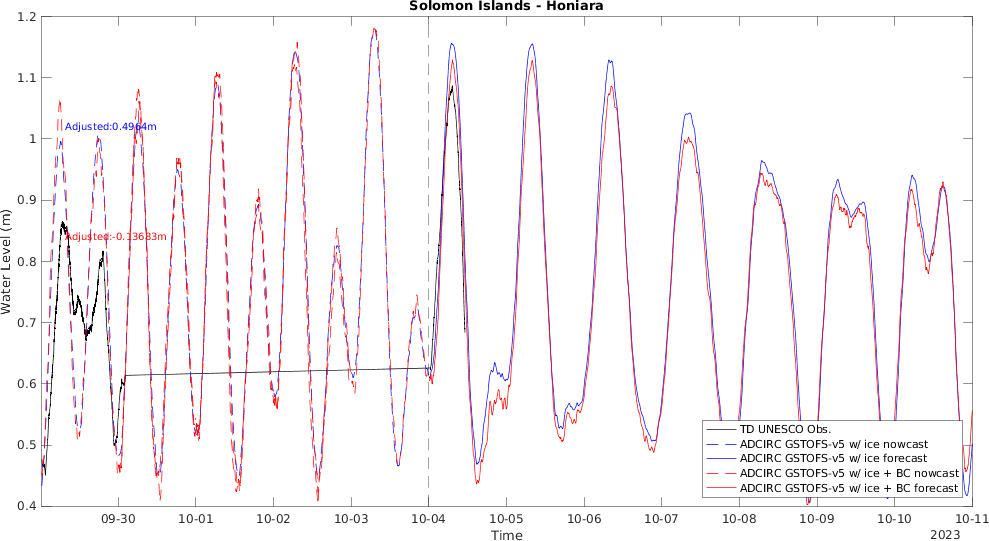 Solomon Islands - Honiara
1.2
1.1
1
0.9
0.8
0.7
0.6
0.5
0.4
Water Level (m)
Adjusted:0.4964m
Adjusted:-0.13683m
TD UNESCO Obs.
ADCIRC GSTOFS-v5 w/ ice nowcast
ADCIRC GSTOFS-v5 w/ ice forecast
ADCIRC GSTOFS-v5 w/ ice + BC nowcast
ADCIRC GSTOFS-v5 w/ ice + BC forecast
09-30 10-01 10-02 10-03 10-04 10-05 10-06 10-07 10-08 10-09 10-10 10-11
Time
2023